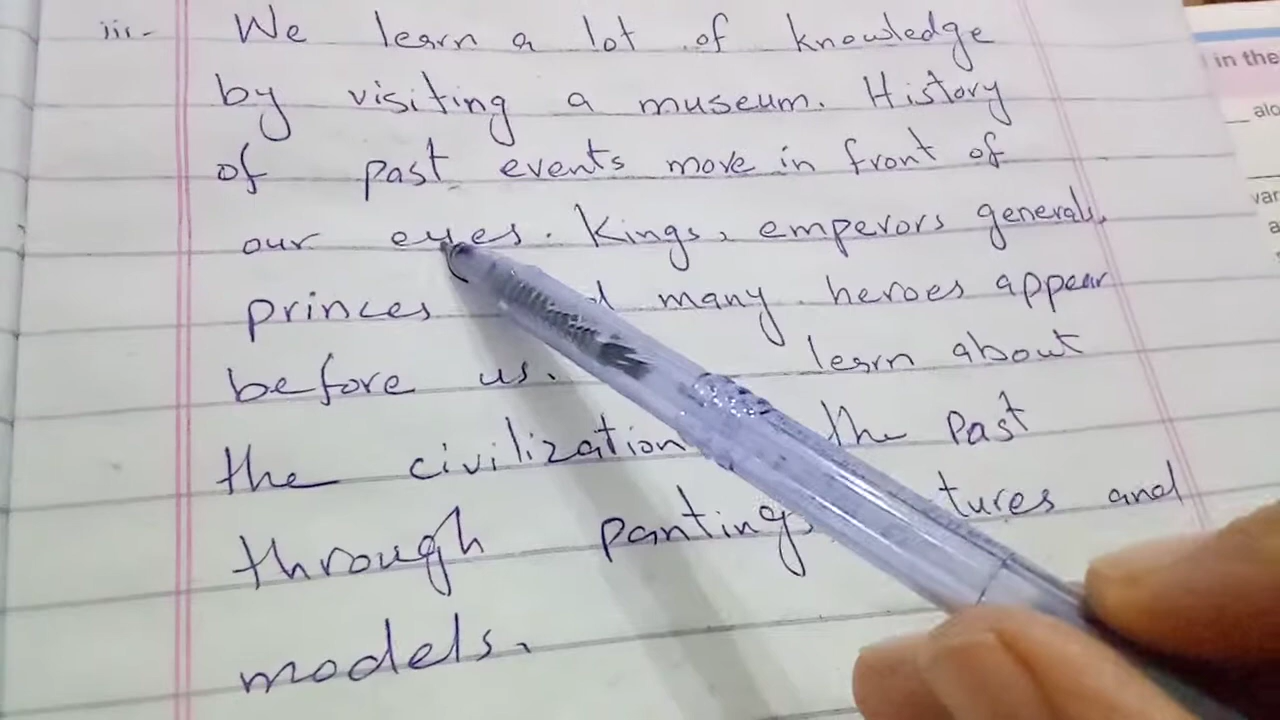 iii- We learn a lot of knowledge
by visiting a museum. History
of past events move in front of
our eyes. Kings, emperors generals,
princes many heroes appear
before us. learn about
the civilization the past
through pantings tures and
models.
in the
alo
var
a